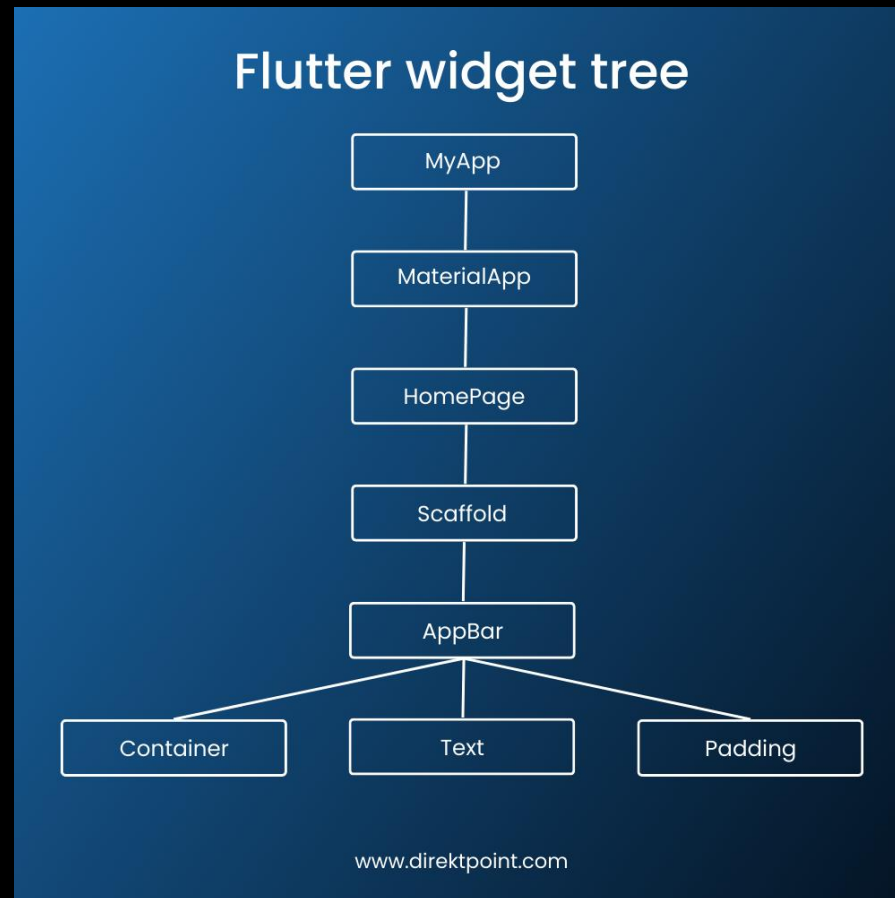 Flutter widget tree
MyApp
MaterialApp
HomePage
Scaffold
AppBar
Container
Text
Padding
www.direktpoint.com